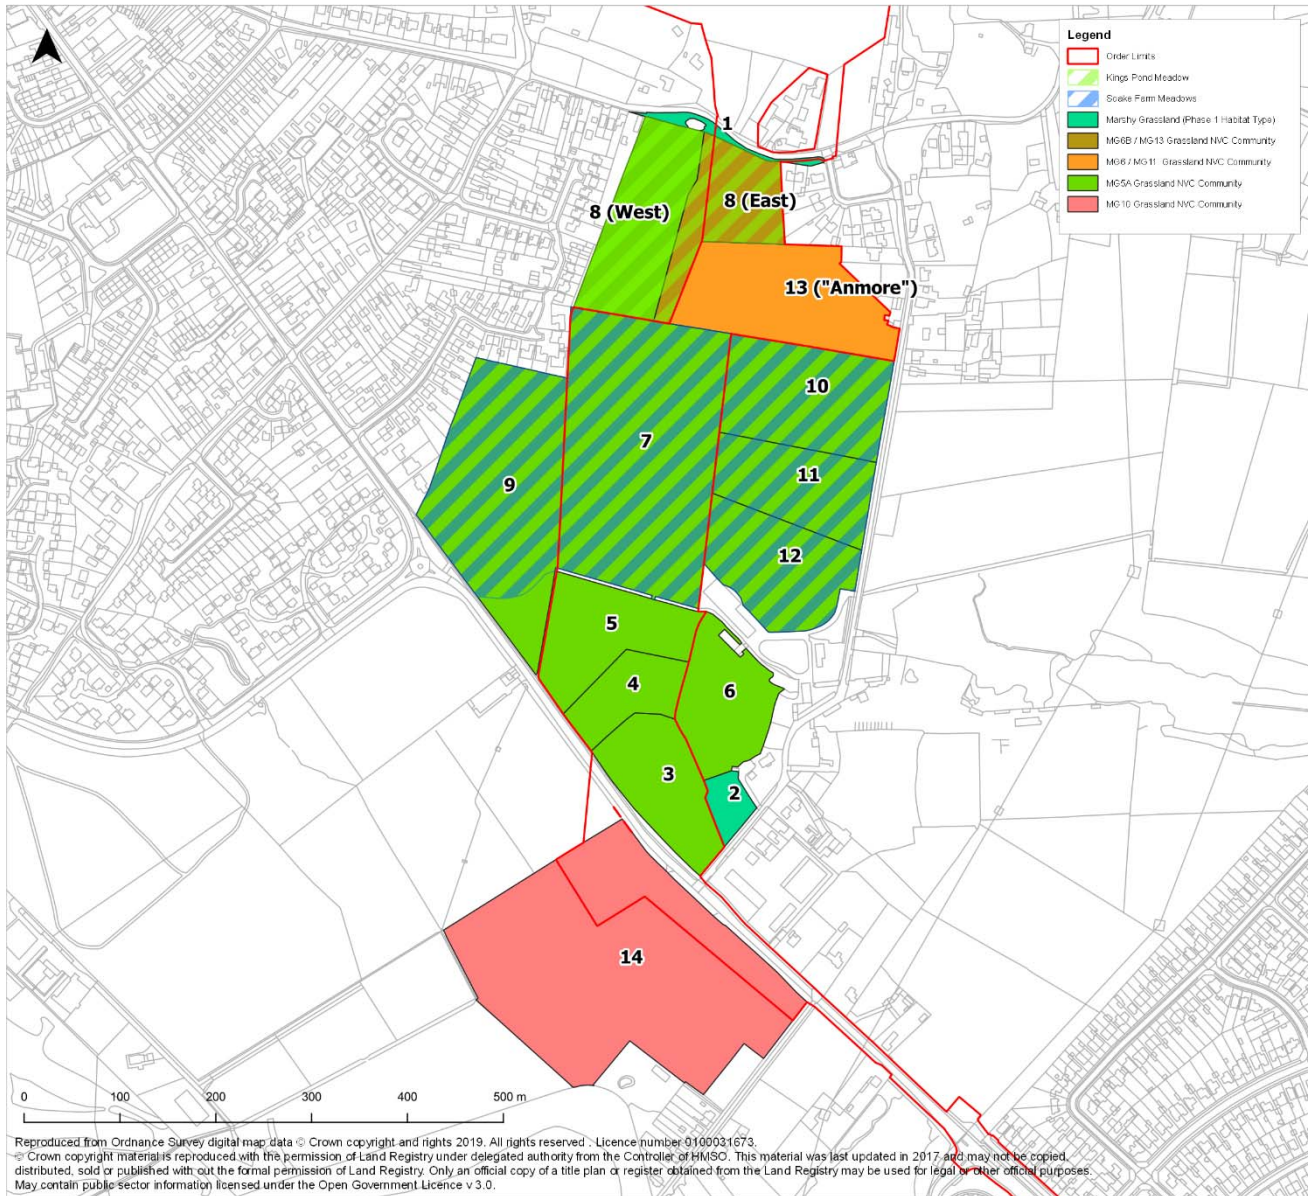 Legend
Order Limits
Kings Pond Meadow
Soake Farm Meadows
Marshy Grassland (Phase 1 Habitat Type)
MG6B / MG13 Grassland NVC Community
MG6 / MG11 Grassland NVC Community
MG5A Grassland NVC Community
MG10 Grassland NVC Community
1
8 (West)
8 (East)
13 ("Anmore")
10
7
11
9
12
5
4
6
3
2
14
0 100 200 300 400 500 m
Reproduced from Ordnance Survey digital map data © Crown copyright and rights 2019. All rights reserved . Licence number 0100031673.
© Crown copyright material is reproduced with the permission of Land Registry under delegated authority from the Controller of HMSO. This material was last updated in 2017 and may not be copied,
distributed, sold or published with out the formal permission of Land Registry. Only an official copy of a title plan or register obtained from the Land Registry may be used for legal or other official purposes.
May contain public sector information licensed under the Open Government Licence v 3.0.